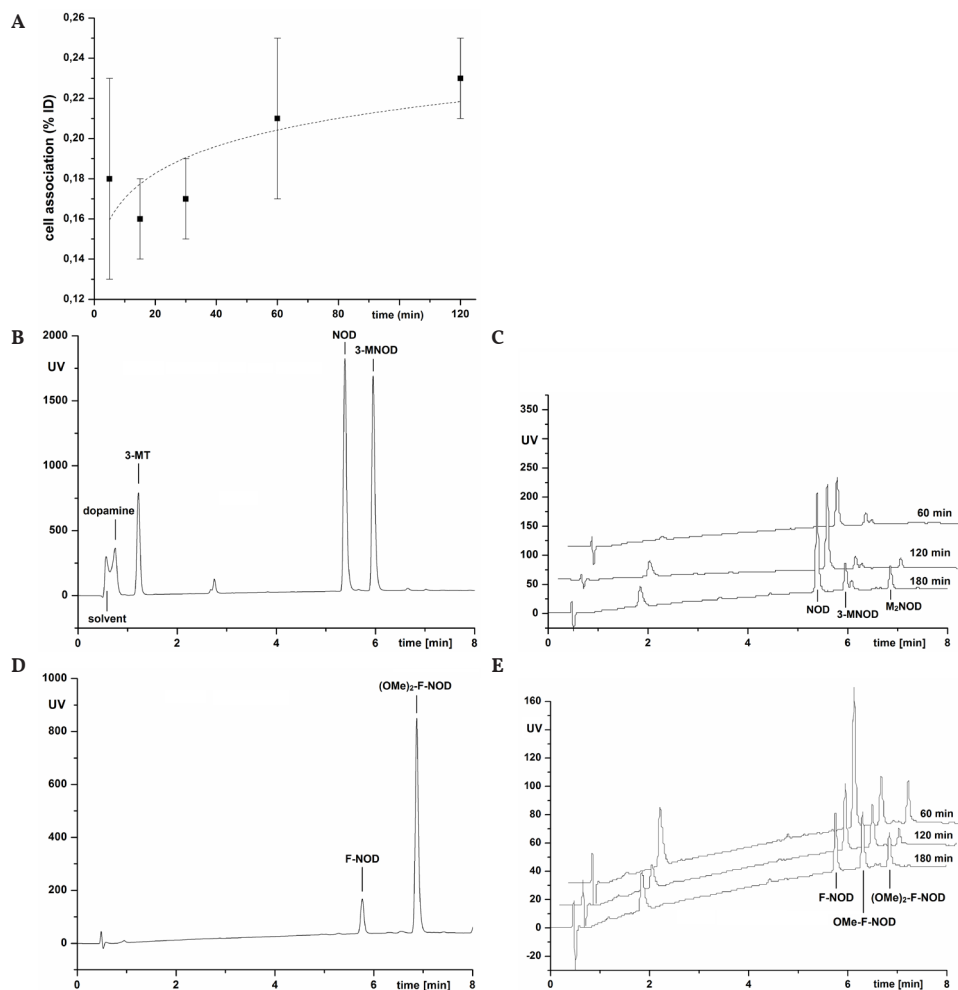 A
0,26
0,24
0,22
0,20
0,18
0,16
0,14
0,12
cell association (% ID)
0 20 40 60 80 100 120
time (min)
B
2000
UV
1500
1000
500
0
NOD
3-MNOD
3-MT
dopamine
solvent
0 2 4 6 8
time [min]
C
350
UV
300
250
200
150
100
50
0
60 min
120 min
180 min
NOD
3-MNOD
M₂NOD
0 2 4 6 8
time [min]
D
1000
UV
800
600
400
200
0
(OMe)₂-F-NOD
F-NOD
0 2 4 6 8
time [min]
E
160
UV
140
120
100
80
60
40
20
0
-20
60 min
120 min
180 min
F-NOD
(OMe)₂-F-NOD
OMe-F-NOD
0 1 2 3 4 5 6 7 8
time [min]